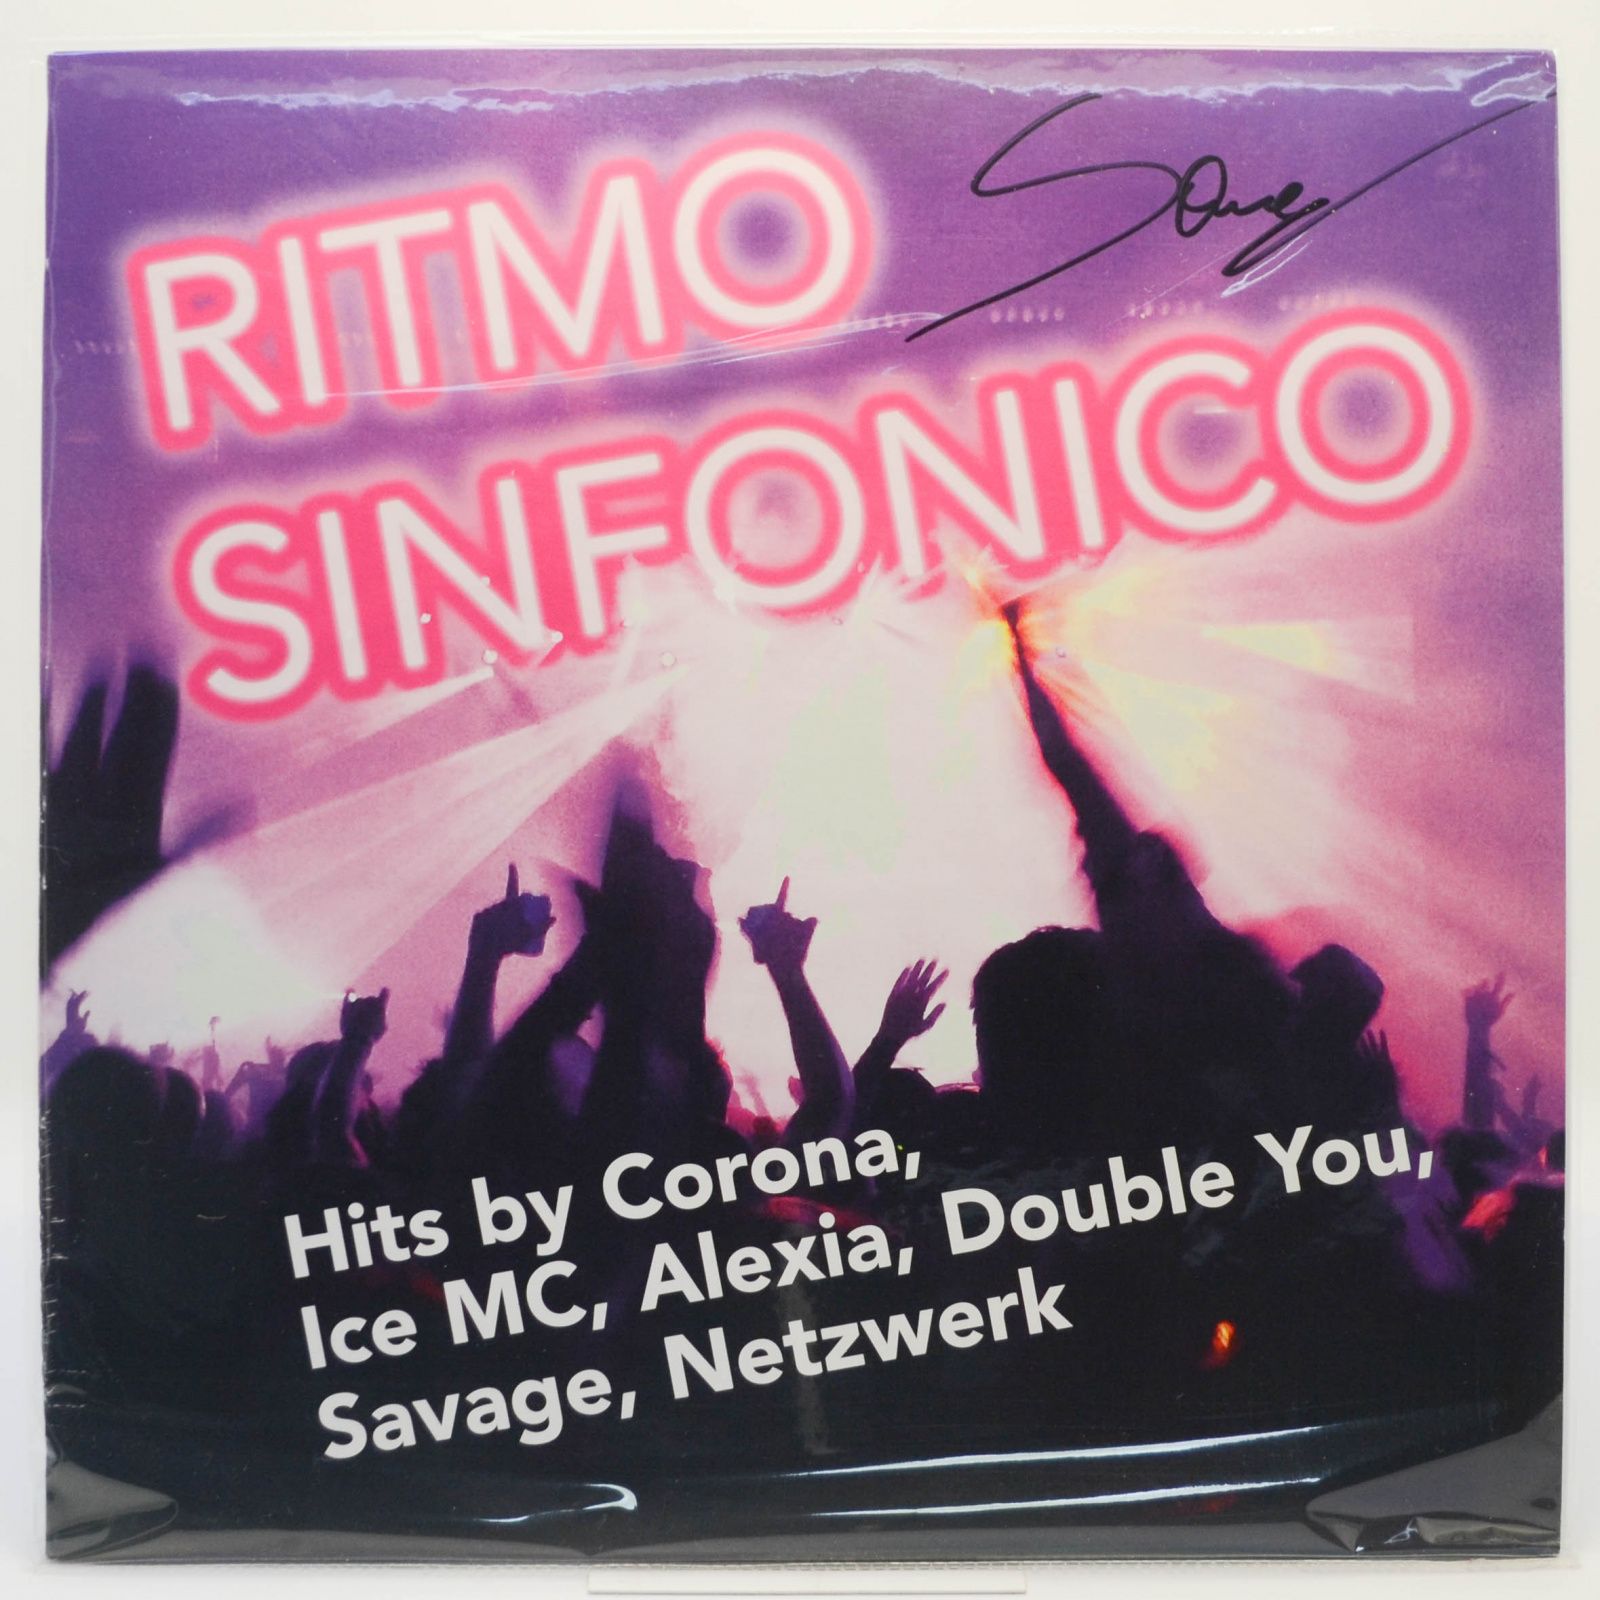 RITMO
SINFONICO
Hits by Corona,
Ice MC, Alexia, Double You,
Savage, Netzwerk